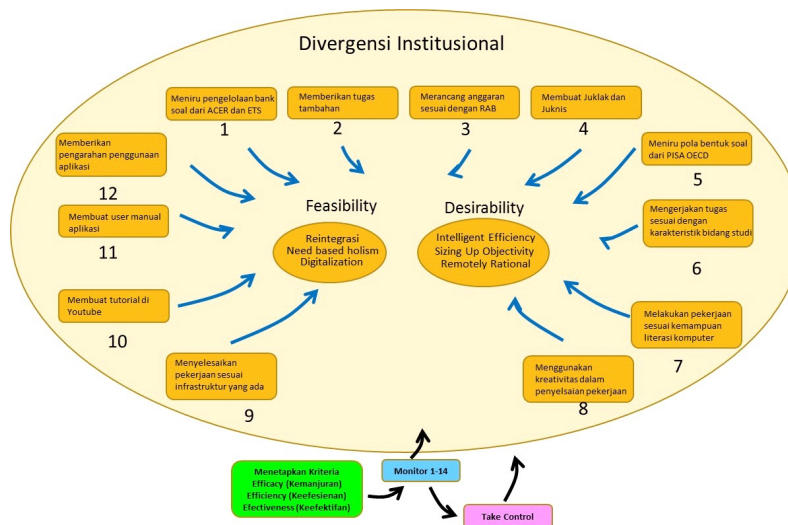 Divergensi Institusional
Meniru pengelolaan bank
soal dari ACER dan ETS
1
Memberikan tugas
tambahan
2
Merancang anggaran
sesuai dengan RAB
3
Membuat Juklak dan
Juknis
4
Meniru pola bentuk soal
dari PISA OECD
5
Mengerjakan tugas
sesuai dengan
karakteristik bidang studi
6
Melakukan pekerjaan
sesuai kemampuan
literasi komputer
7
Menggunakan
kreativitas dalam
penyelsaian pekerjaan
8
Menyelesaikan
pekerjaan sesuai
infrastruktur yang ada
9
Membuat tutorial di
Youtube
10
Membuat user manual
aplikasi
11
Memberikan
pengarahan penggunaan
aplikasi
12
Feasibility
Reintegrasi
Need based holism
Digitalization
Desirability
Intelligent Efficiency
Sizing Up Objectivity
Remotely Rational
Menetapkan Kriteria
Efficacy (Kemanjuran)
Efficiency (Keefesienan)
Efectiveness (Keefektifan)
Monitor 1-14
Take Control